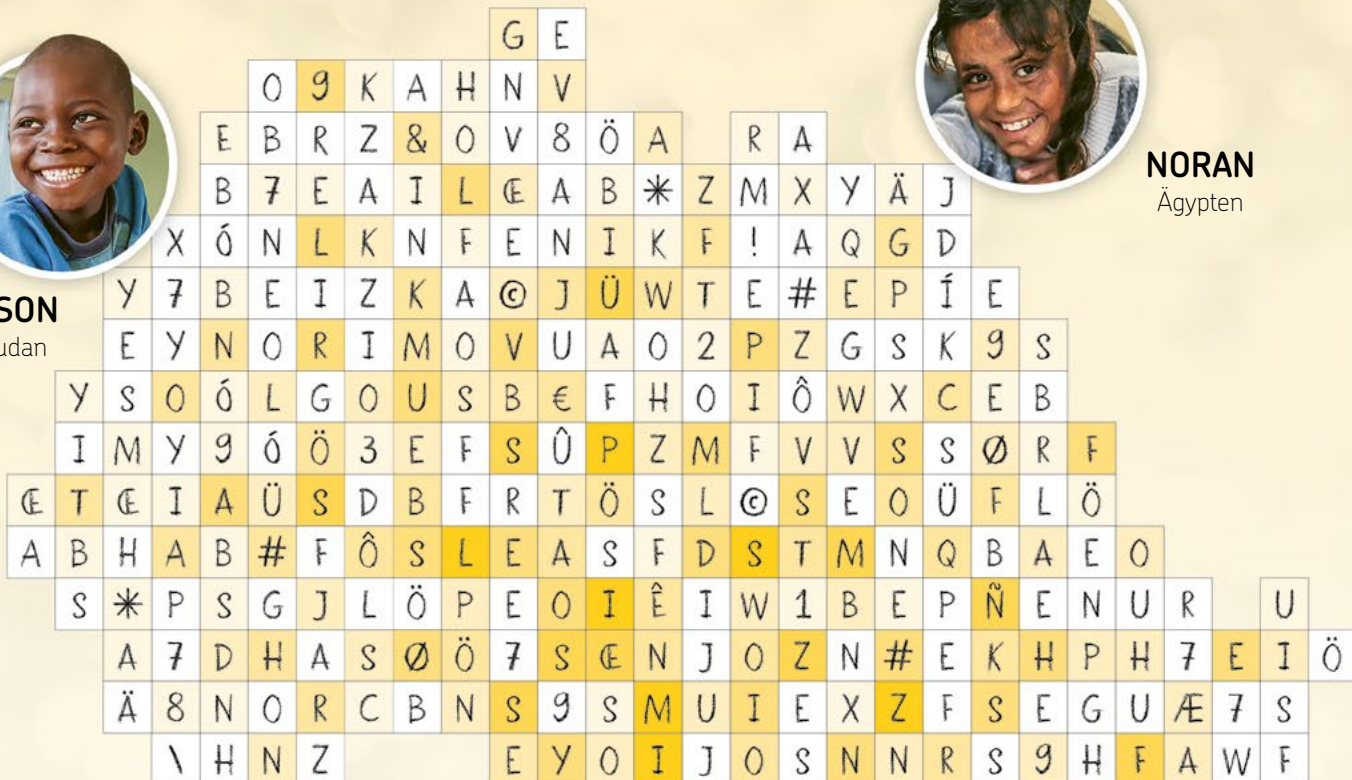 G E
O 9 K A H N V
E B R Z & O V 8 Ö A R A
NORAN
Ägypten
B 7 E A I L Œ A B * Z M X Y Ä J
X Ó N L K N F E N I K F ! A Q G D
SON
udan
Y 7 B E I Z K A © J Ü W T E # E P Í E
E Y N O R I M O V U A O 2 P Z G S K 9 S
Y S O Ó L G O U S B € F H O I Ô W X C E B
I M Y 9 Ó Ö 3 E F S Û P Z M F V V S S Ø R F
Œ T Œ I A Ü S D B F R T Ö S L © S E O Ü F L Ö
A B H A B # F Ô S L E A S F D S T M N Q B A E O
S * P S G J L Ö P E O I Ê I W 1 B E P Ñ E N U R U
A 7 D H A S Ø Ö 7 S Œ N J O Z N # E K H P H 7 E I Ö
Ä 8 N O R C B N S 9 S M U I E X Z F S E G U Æ 7 S
\ H N Z E Y O I J O S N N R S 9 H F A W F